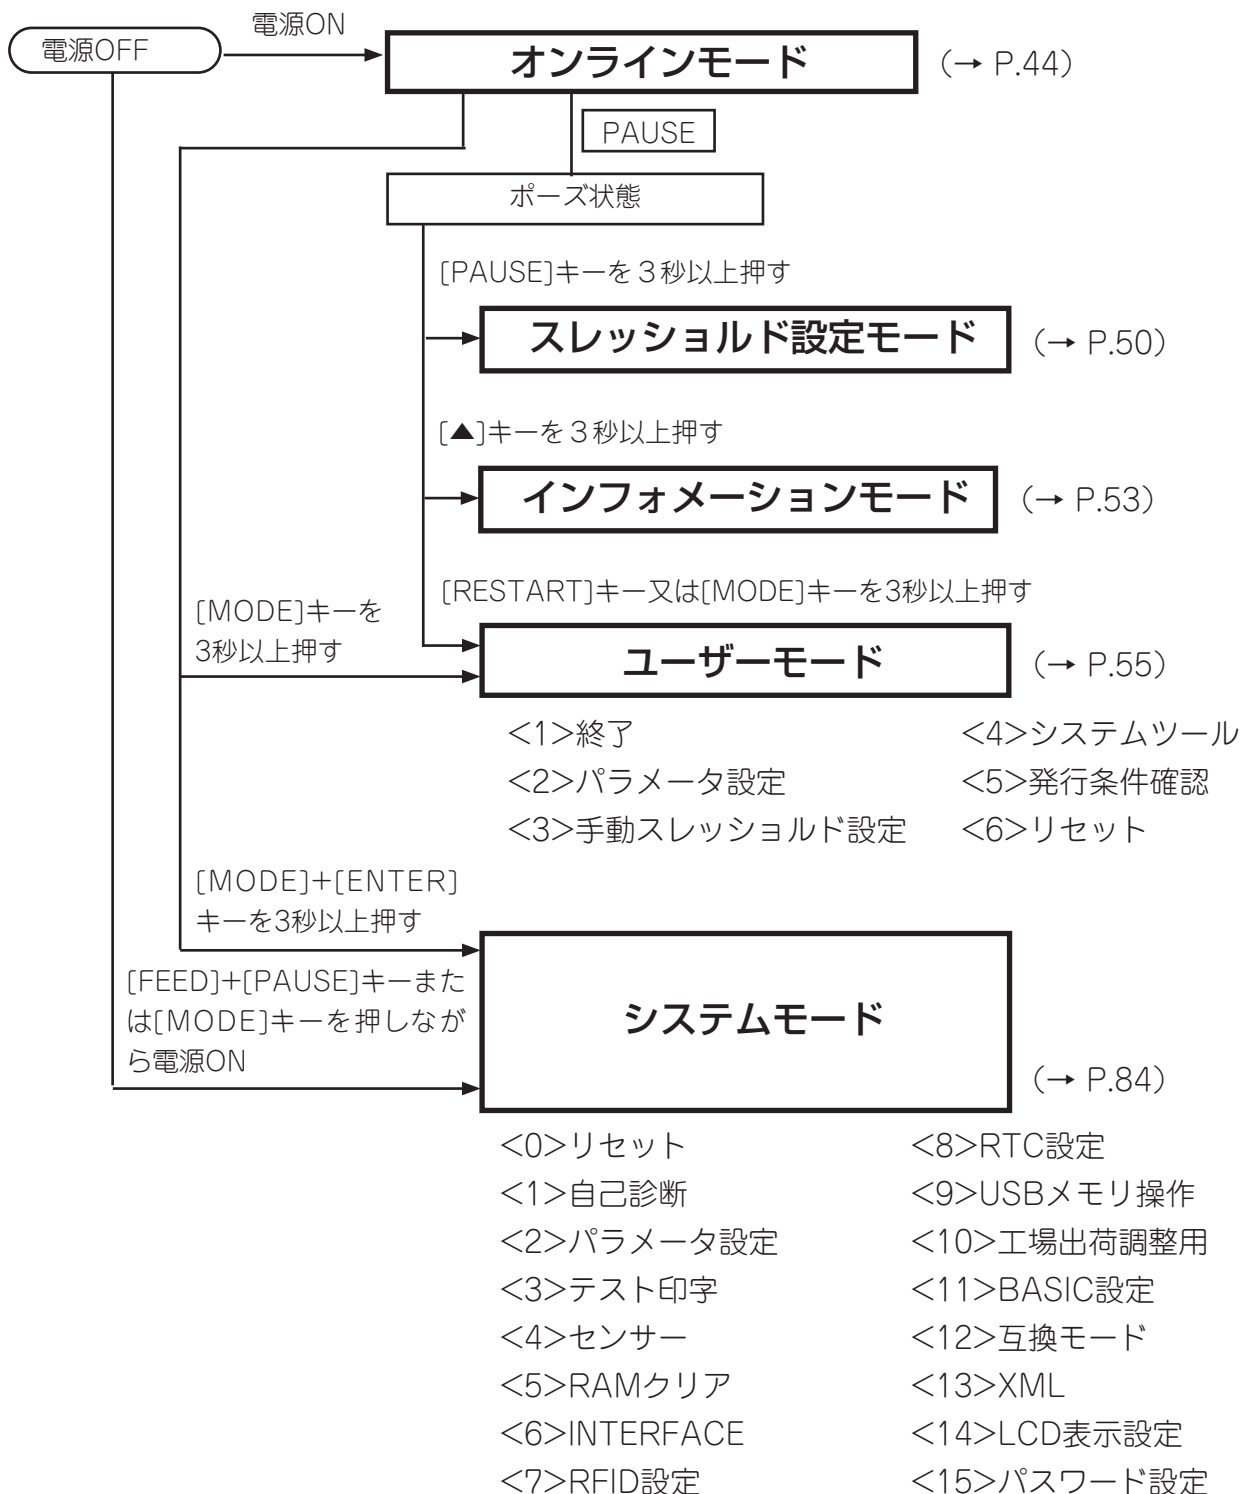 電源OFF
電源ON
オンラインモード
(→ P.44)
PAUSE
ポーズ状態
[PAUSE]キーを３秒以上押す
スレッショルド設定モード
(→ P.50)
[▲]キーを３秒以上押す
インフォメーションモード
(→ P.53)
[RESTART]キー又は[MODE]キーを3秒以上押す
[MODE]キーを
3秒以上押す
ユーザーモード
(→ P.55)
<1>終了
<2>パラメータ設定
<3>手動スレッショルド設定
<4>システムツール
<5>発行条件確認
<6>リセット
[MODE]+[ENTER]
キーを3秒以上押す
[FEED]+[PAUSE]キーまた
は[MODE]キーを押しなが
ら電源ON
システムモード
(→ P.84)
<0>リセット
<1>自己診断
<2>パラメータ設定
<3>テスト印字
<4>センサー
<5>RAMクリア
<6>INTERFACE
<7>RFID設定
<8>RTC設定
<9>USBメモリ操作
<10>工場出荷調整用
<11>BASIC設定
<12>互換モード
<13>XML
<14>LCD表示設定
<15>パスワード設定